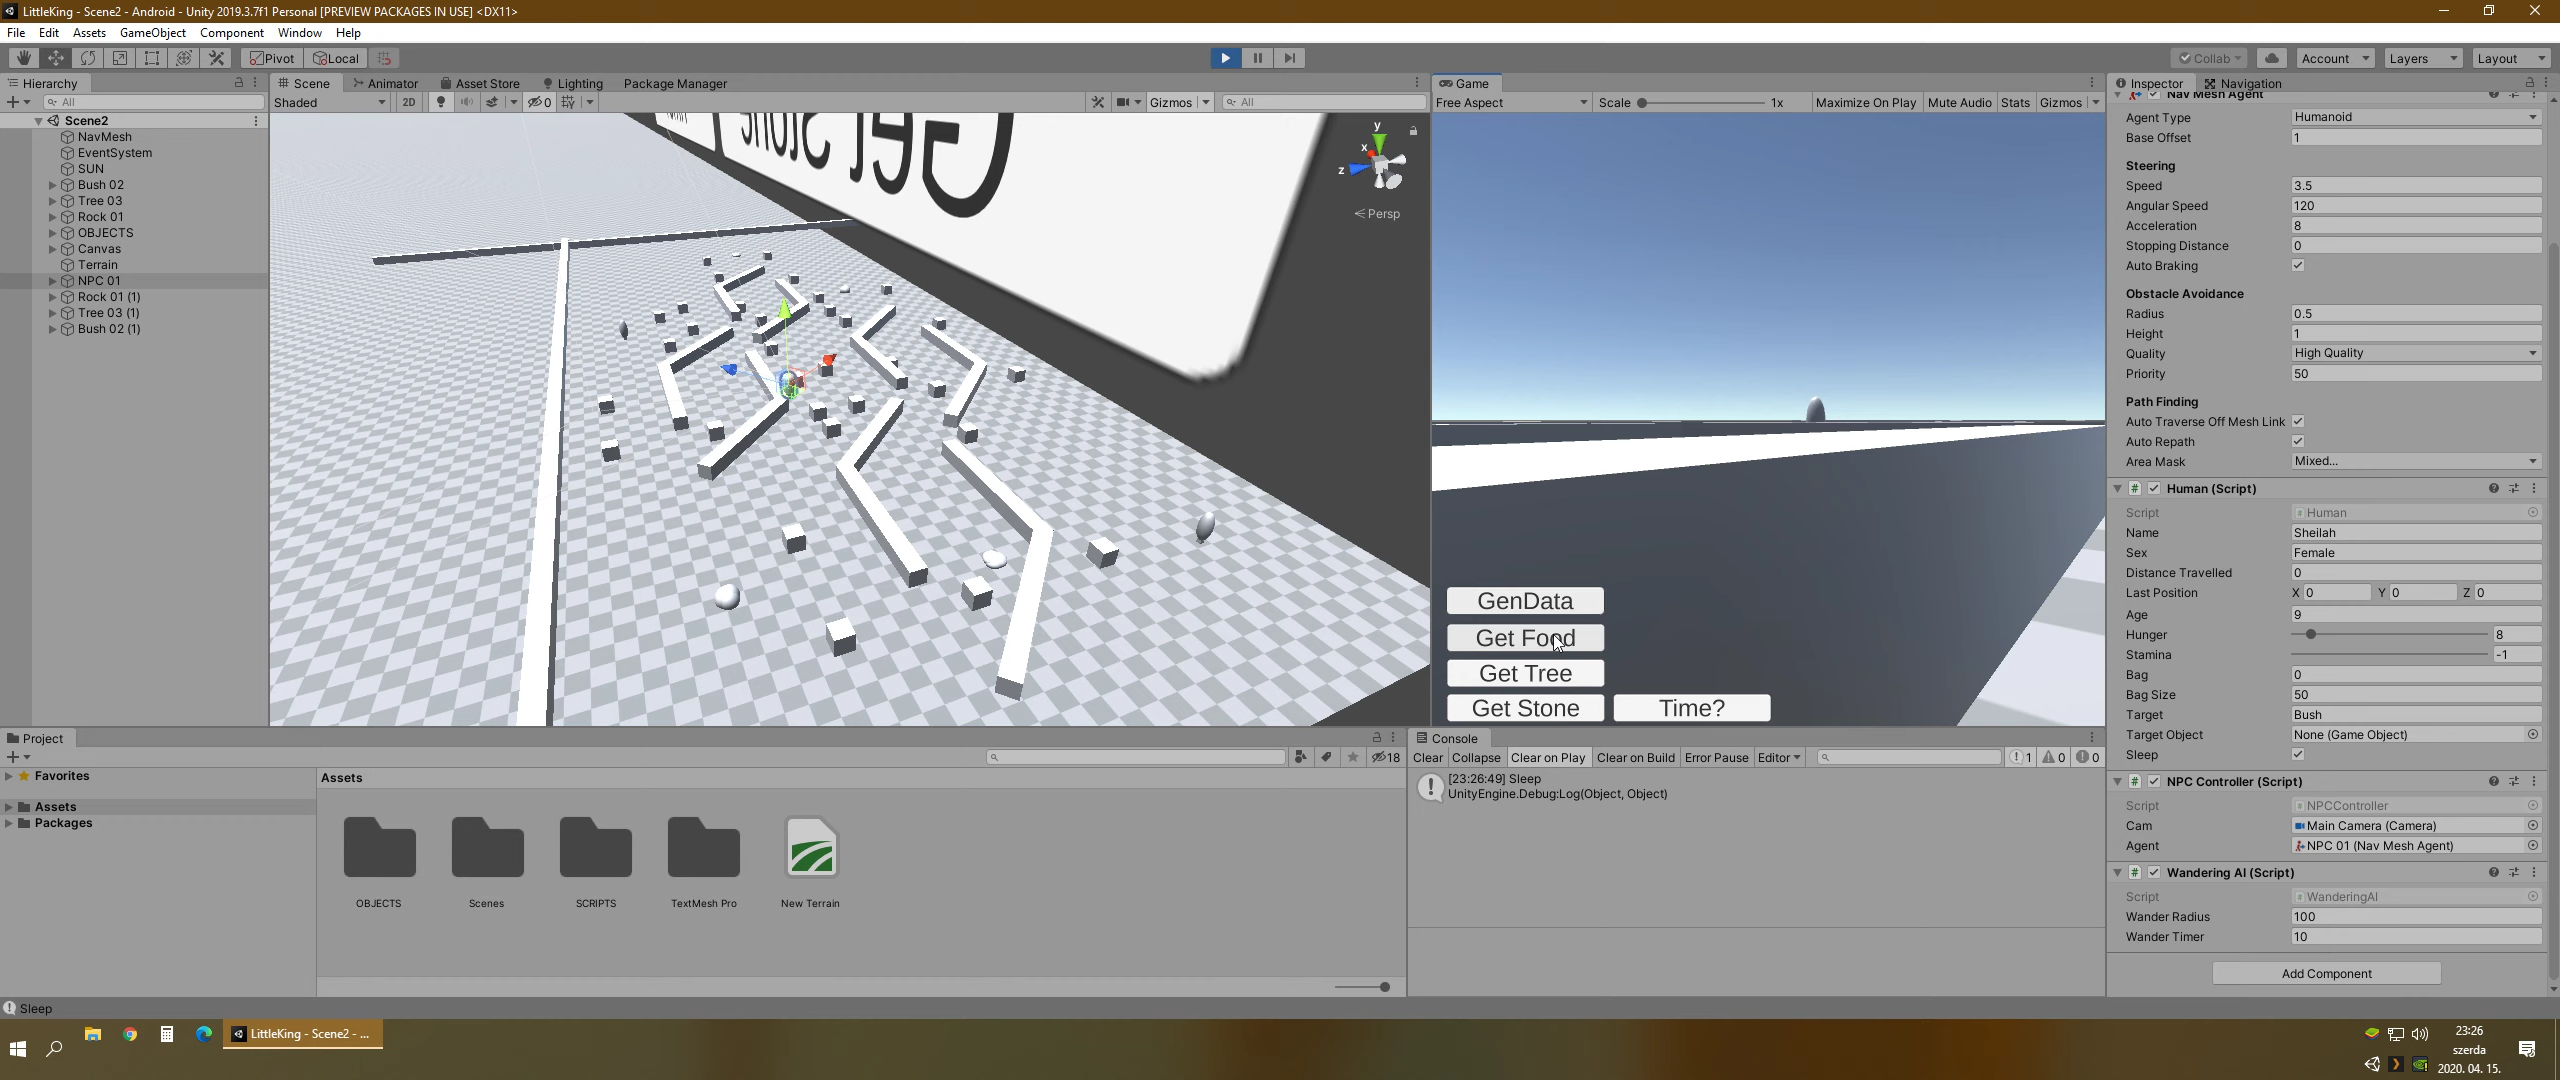 LittleKing - Scene2 - Android - Unity 2019.3.7f1 Personal [PREVIEW PACKAGES IN USE] <DX11>
File Edit Assets GameObject Component Window Help
Pivot Local Collab Account Layers Layout
Hierarchy
All
Scene2
NavMesh
EventSystem
SUN
Bush 02
Tree 03
Rock 01
OBJECTS
Canvas
Terrain
NPC 01
Rock 01 (1)
Tree 03 (1)
Bush 02 (1)
Scene Animator Asset Store Lighting Package Manager
Shaded 2D 0 Gizmos All
Get Stone
y
x
z
Persp
Game
Free Aspect Scale 1x Maximize On Play Mute Audio Stats Gizmos
GenData
Get Food
Get Tree
Get Stone Time?
Inspector Navigation
Nav Mesh Agent
Agent Type Humanoid
Base Offset 1
Steering
Speed 3.5
Angular Speed 120
Acceleration 8
Stopping Distance 0
Auto Braking
Obstacle Avoidance
Radius 0.5
Height 1
Quality High Quality
Priority 50
Path Finding
Auto Traverse Off Mesh Link
Auto Repath
Area Mask Mixed...
# Human (Script)
Script Human
Name Sheilah
Sex Female
Distance Travelled 0
Last Position X 0 Y 0 Z 0
Age 9
Hunger 8
Stamina -1
Bag 0
Bag Size 50
Target Bush
Target Object None (Game Object)
Sleep
# NPC Controller (Script)
Script NPCController
Cam Main Camera (Camera)
Agent NPC 01 (Nav Mesh Agent)
# Wandering AI (Script)
Script WanderingAI
Wander Radius 100
Wander Timer 10
Add Component
Project
18
Favorites
Assets
Packages
Assets
OBJECTS Scenes SCRIPTS TextMesh Pro New Terrain
Console
Clear Collapse Clear on Play Clear on Build Error Pause Editor 1 0 0
[23:26:49] Sleep
UnityEngine.Debug:Log(Object, Object)
Sleep
LittleKing - Scene2 - ...
23:26
szerda
2020. 04. 15.